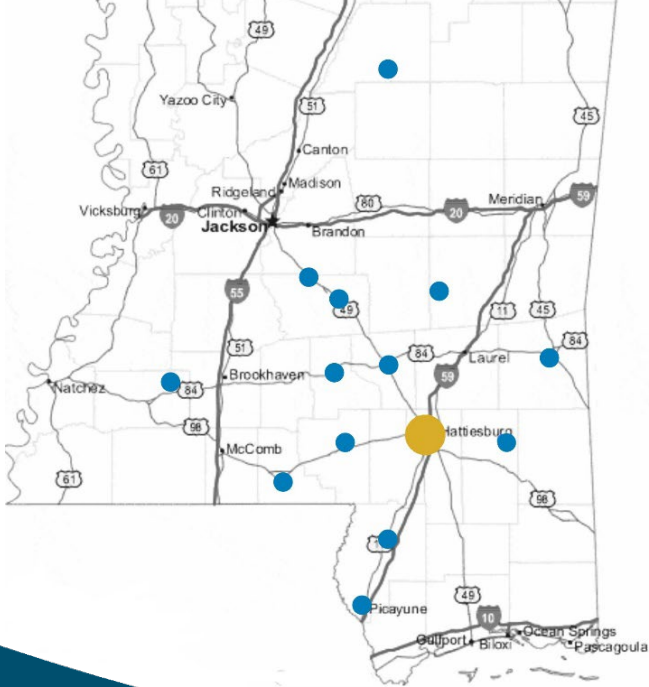 49
51
Yazoo City
45
Canton
61
Madison
Ridgeland
59
80
Meridian
Vicksburg
20
Clinton
20
Jackson
Brandon
55
49
11
45
51
84
84
Laurel
59
Brookhaven
Natchez
84
98
Hattiesburg
McComb
61
98
49
Picayune
10
Ocean Springs
Gulfport
Biloxi
Pascagoula